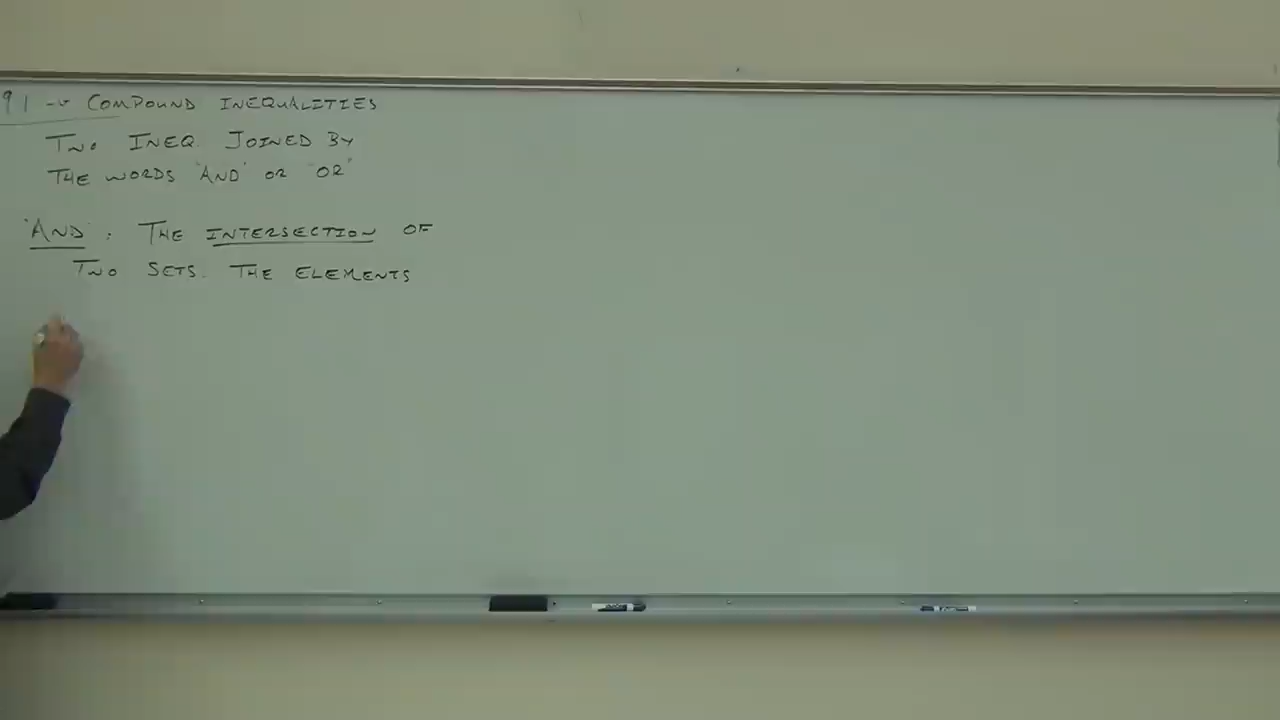 9.1 → COMPOUND INEQUALITIES
TWO INEQ. JOINED BY
THE WORDS "AND" OR "OR"
"AND": THE INTERSECTION OF
TWO SETS. THE ELEMENTS